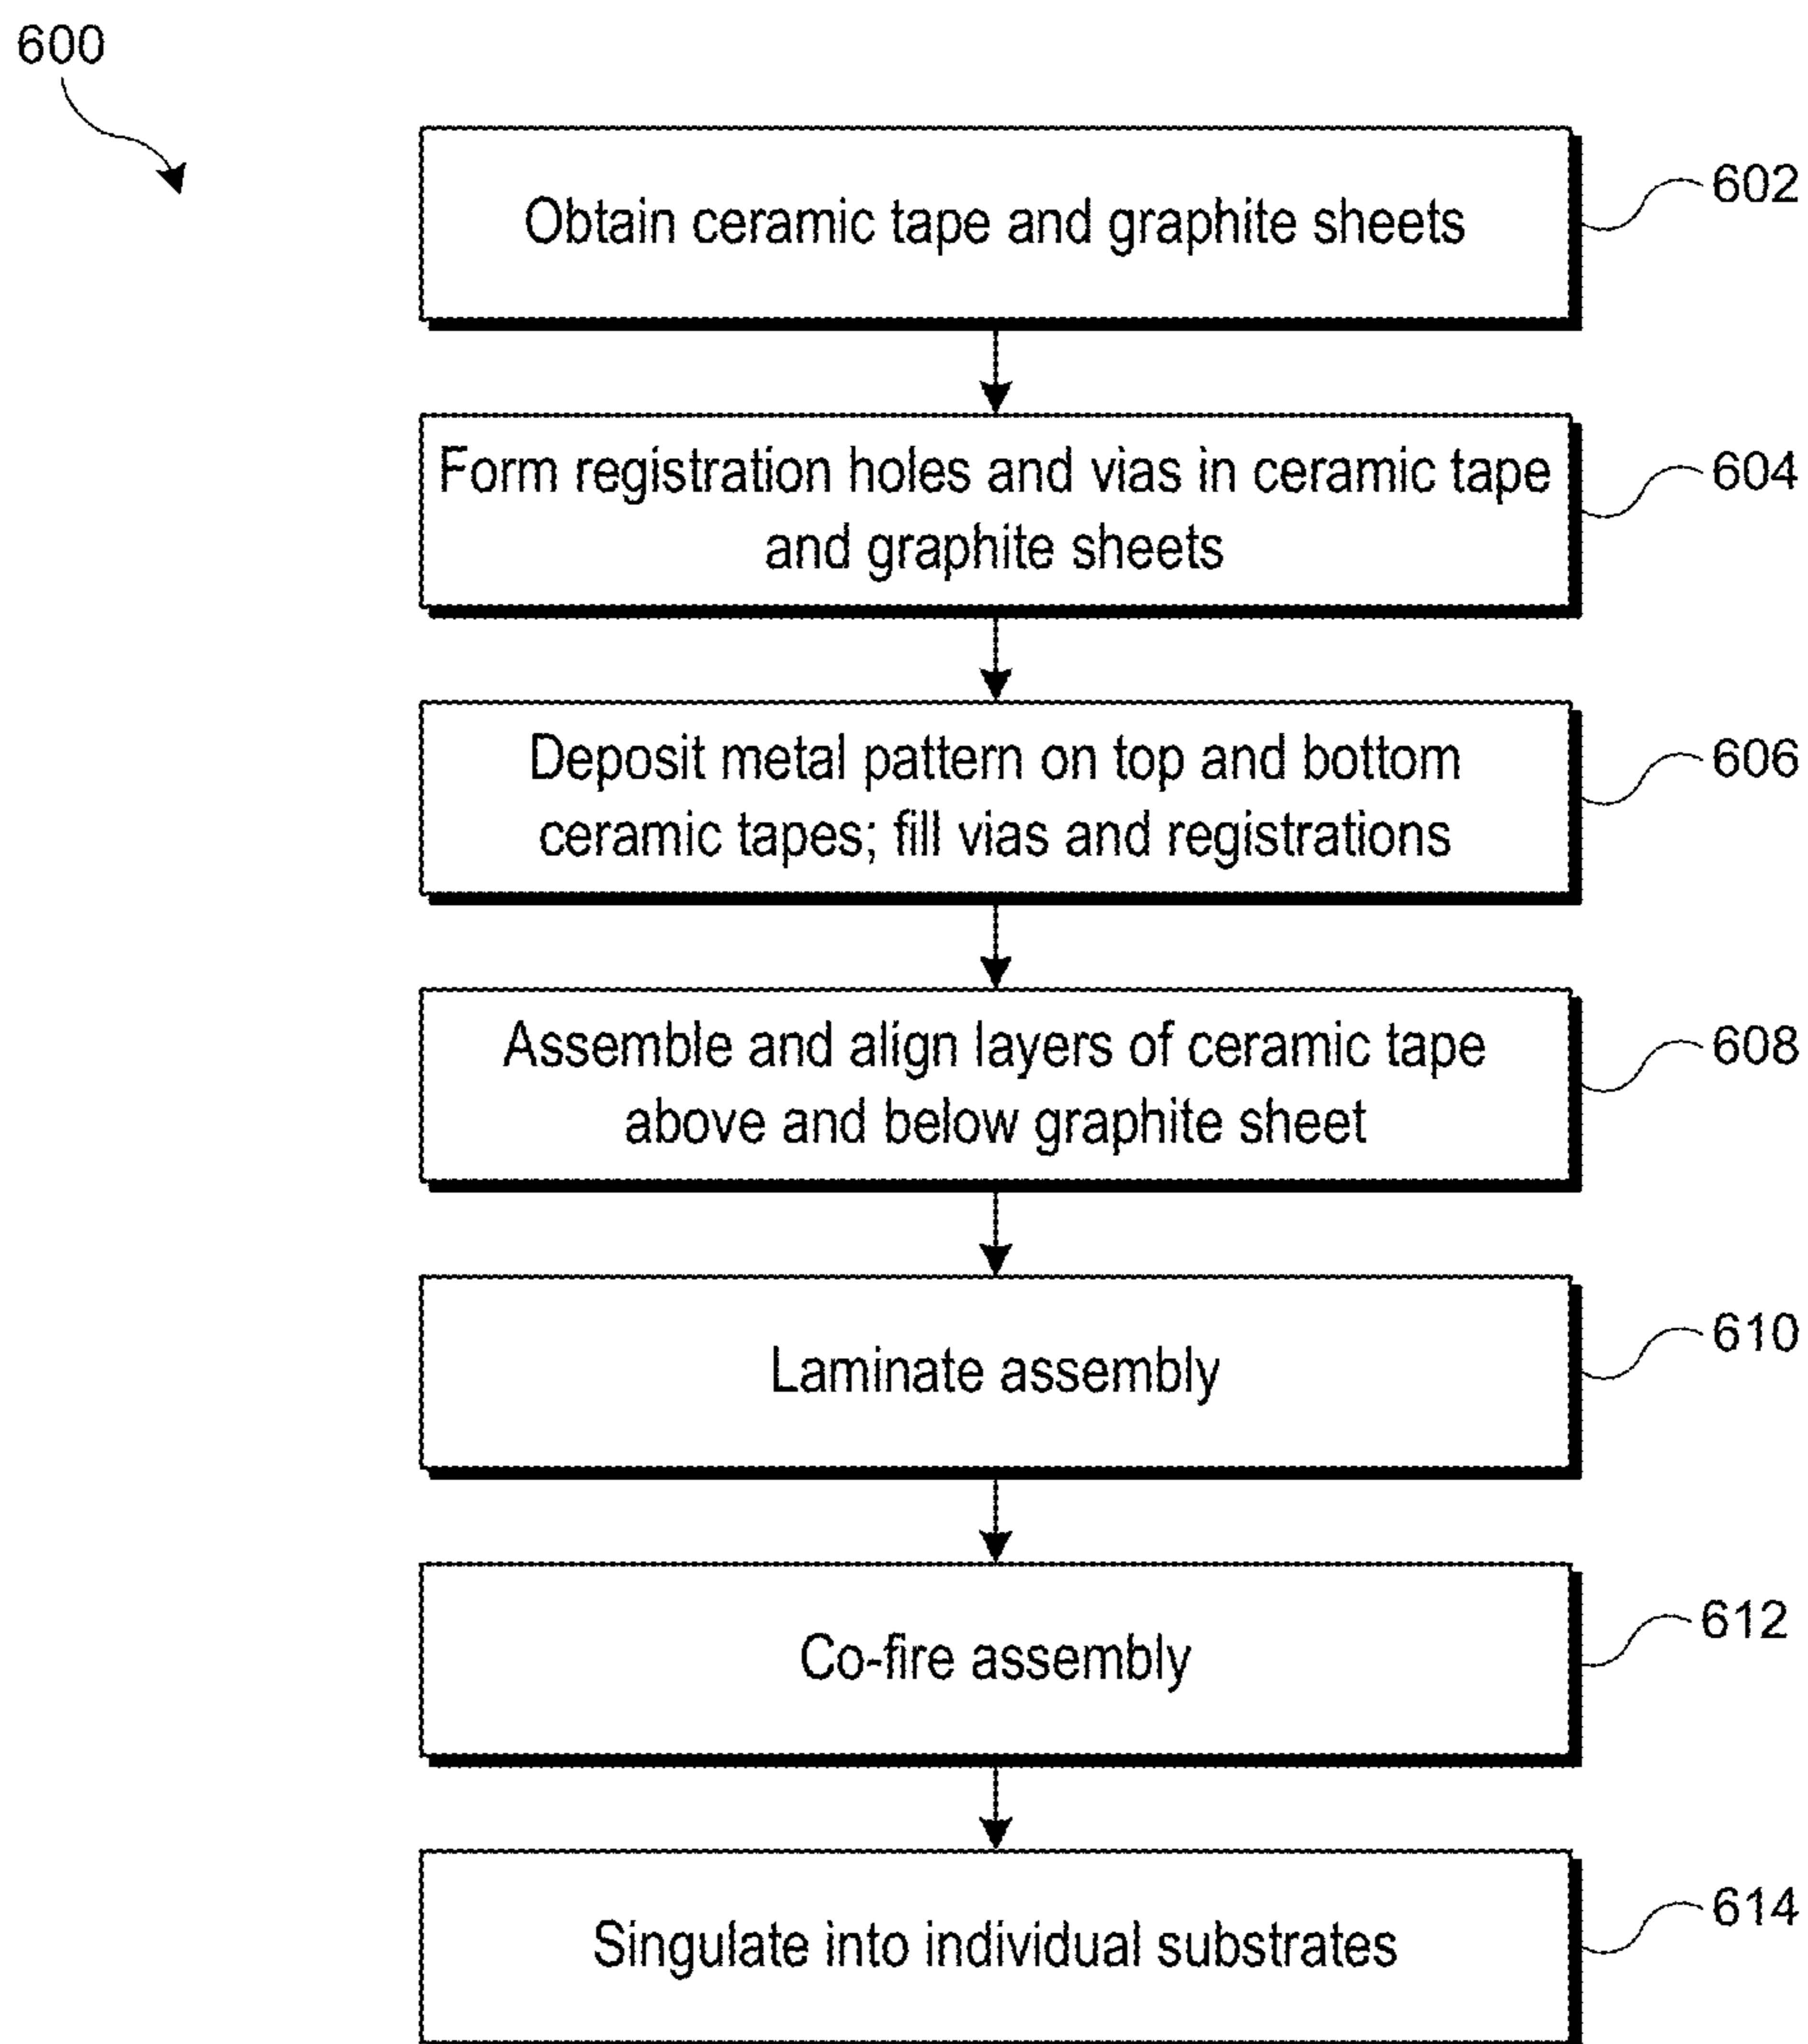 600
Obtain ceramic tape and graphite sheets
602
Form registration holes and vias in ceramic tape
and graphite sheets
604
Deposit metal pattern on top and bottom
ceramic tapes; fill vias and registrations
606
Assemble and align layers of ceramic tape
above and below graphite sheet
608
Laminate assembly
610
Co-fire assembly
612
Singulate into individual substrates
614